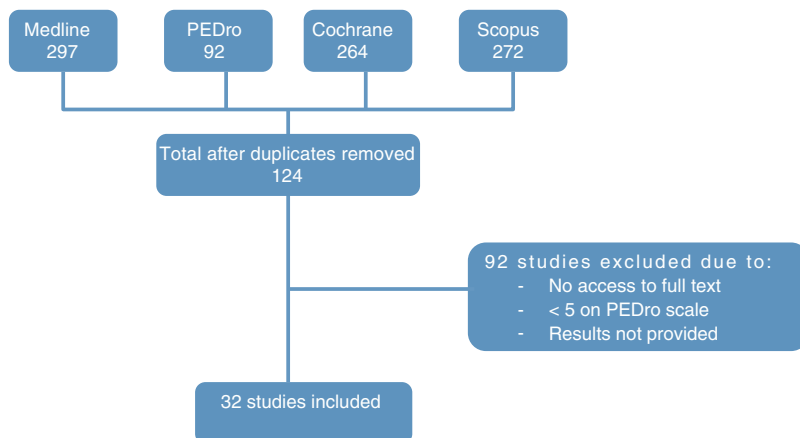 Medline
297
PEDro
92
Cochrane
264
Scopus
272
Total after duplicates removed
124
92 studies excluded due to:
- No access to full text
- < 5 on PEDro scale
- Results not provided
32 studies included